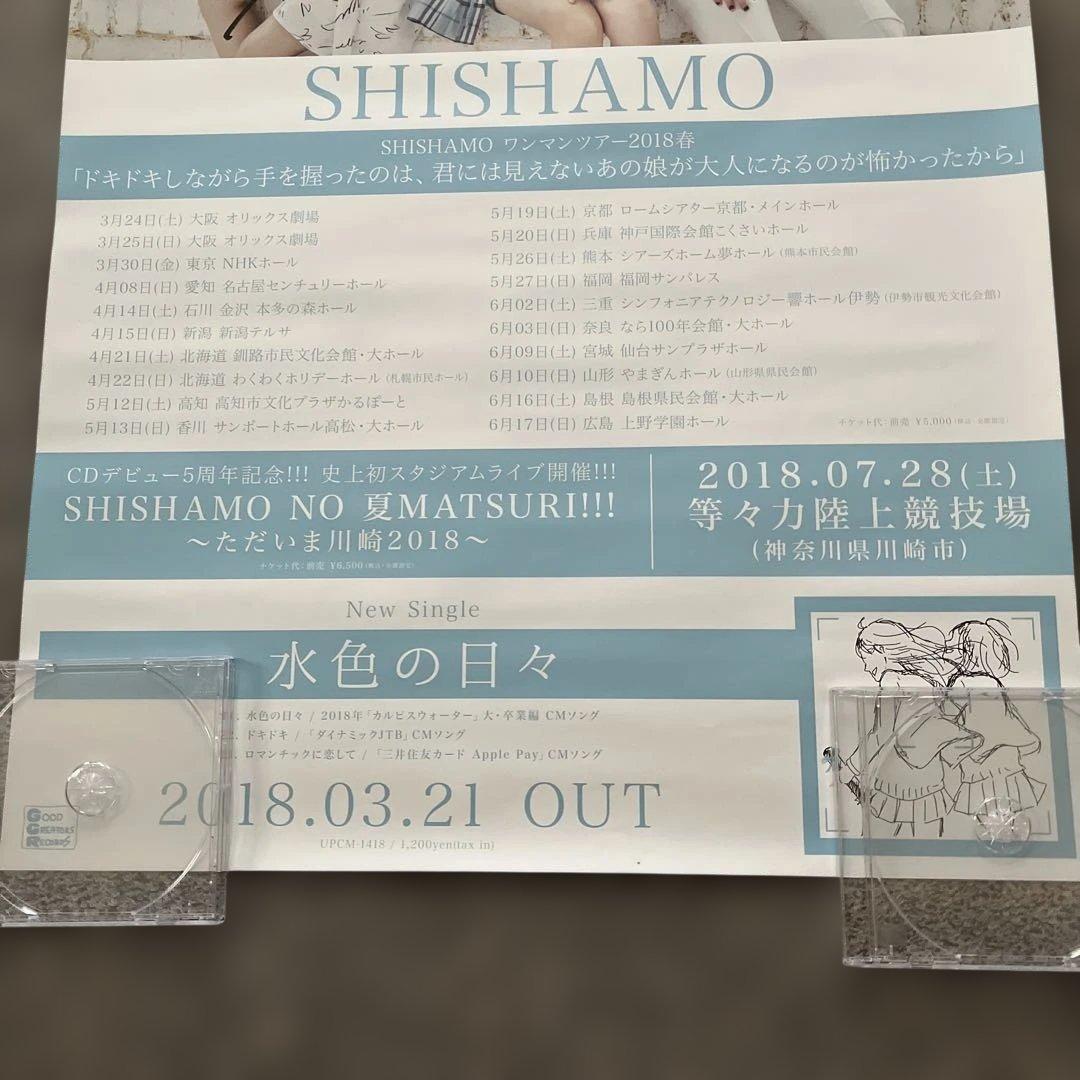 SHISHAMO
SHISHAMO ワンマンツアー2018春
「ドキドキしながら手を握ったのは、君には見えないあの娘が大人になるのが怖かったから」
3月24日(土) 大阪 オリックス劇場
3月25日(日) 大阪 オリックス劇場
3月30日(金) 東京 NHKホール
4月08日(日) 愛知 名古屋センチュリーホール
4月14日(土) 石川 金沢 本多の森ホール
4月15日(日) 新潟 新潟テルサ
4月21日(土) 北海道 釧路市民文化会館・大ホール
4月22日(日) 北海道 わくわくホリデーホール (札幌市民ホール)
5月12日(土) 高知 高知市文化プラザかるぽーと
5月13日(日) 香川 サンポートホール高松・大ホール
5月19日(土) 京都 ロームシアター京都・メインホール
5月20日(日) 兵庫 神戸国際会館こくさいホール
5月26日(土) 熊本 シアーズホーム夢ホール (熊本市民会館)
5月27日(日) 福岡 福岡サンパレス
6月02日(土) 三重 シンフォニアテクノロジー響ホール伊勢 (伊勢市観光文化会館)
6月03日(日) 奈良 なら100年会館・大ホール
6月09日(土) 宮城 仙台サンプラザホール
6月10日(日) 山形 やまぎんホール (山形県県民会館)
6月16日(土) 島根 島根県民会館・大ホール
6月17日(日) 広島 上野学園ホール
チケット代: 前売 ¥5,000 (税込・全席指定)
CDデビュー5周年記念!!! 史上初スタジアムライブ開催!!!
SHISHAMO NO 夏MATSURI!!!
〜ただいま川崎2018〜
チケット代: 前売 ¥6,500 (税込・全席指定)
2018.07.28(土)
等々力陸上競技場
(神奈川県川崎市)
New Single
水色の日々
1. 水色の日々 / 2018年「カルピスウォーター」大・卒業編 CMソング
2. ドキドキ / 「ダイナミックJTB」CMソング
3. ロマンチックに恋して / 「三井住友カード Apple Pay」CMソング
2018.03.21 OUT
UPCM-1418 / 1,200yen(tax in)
GOOD
CREATORS
RECORDS